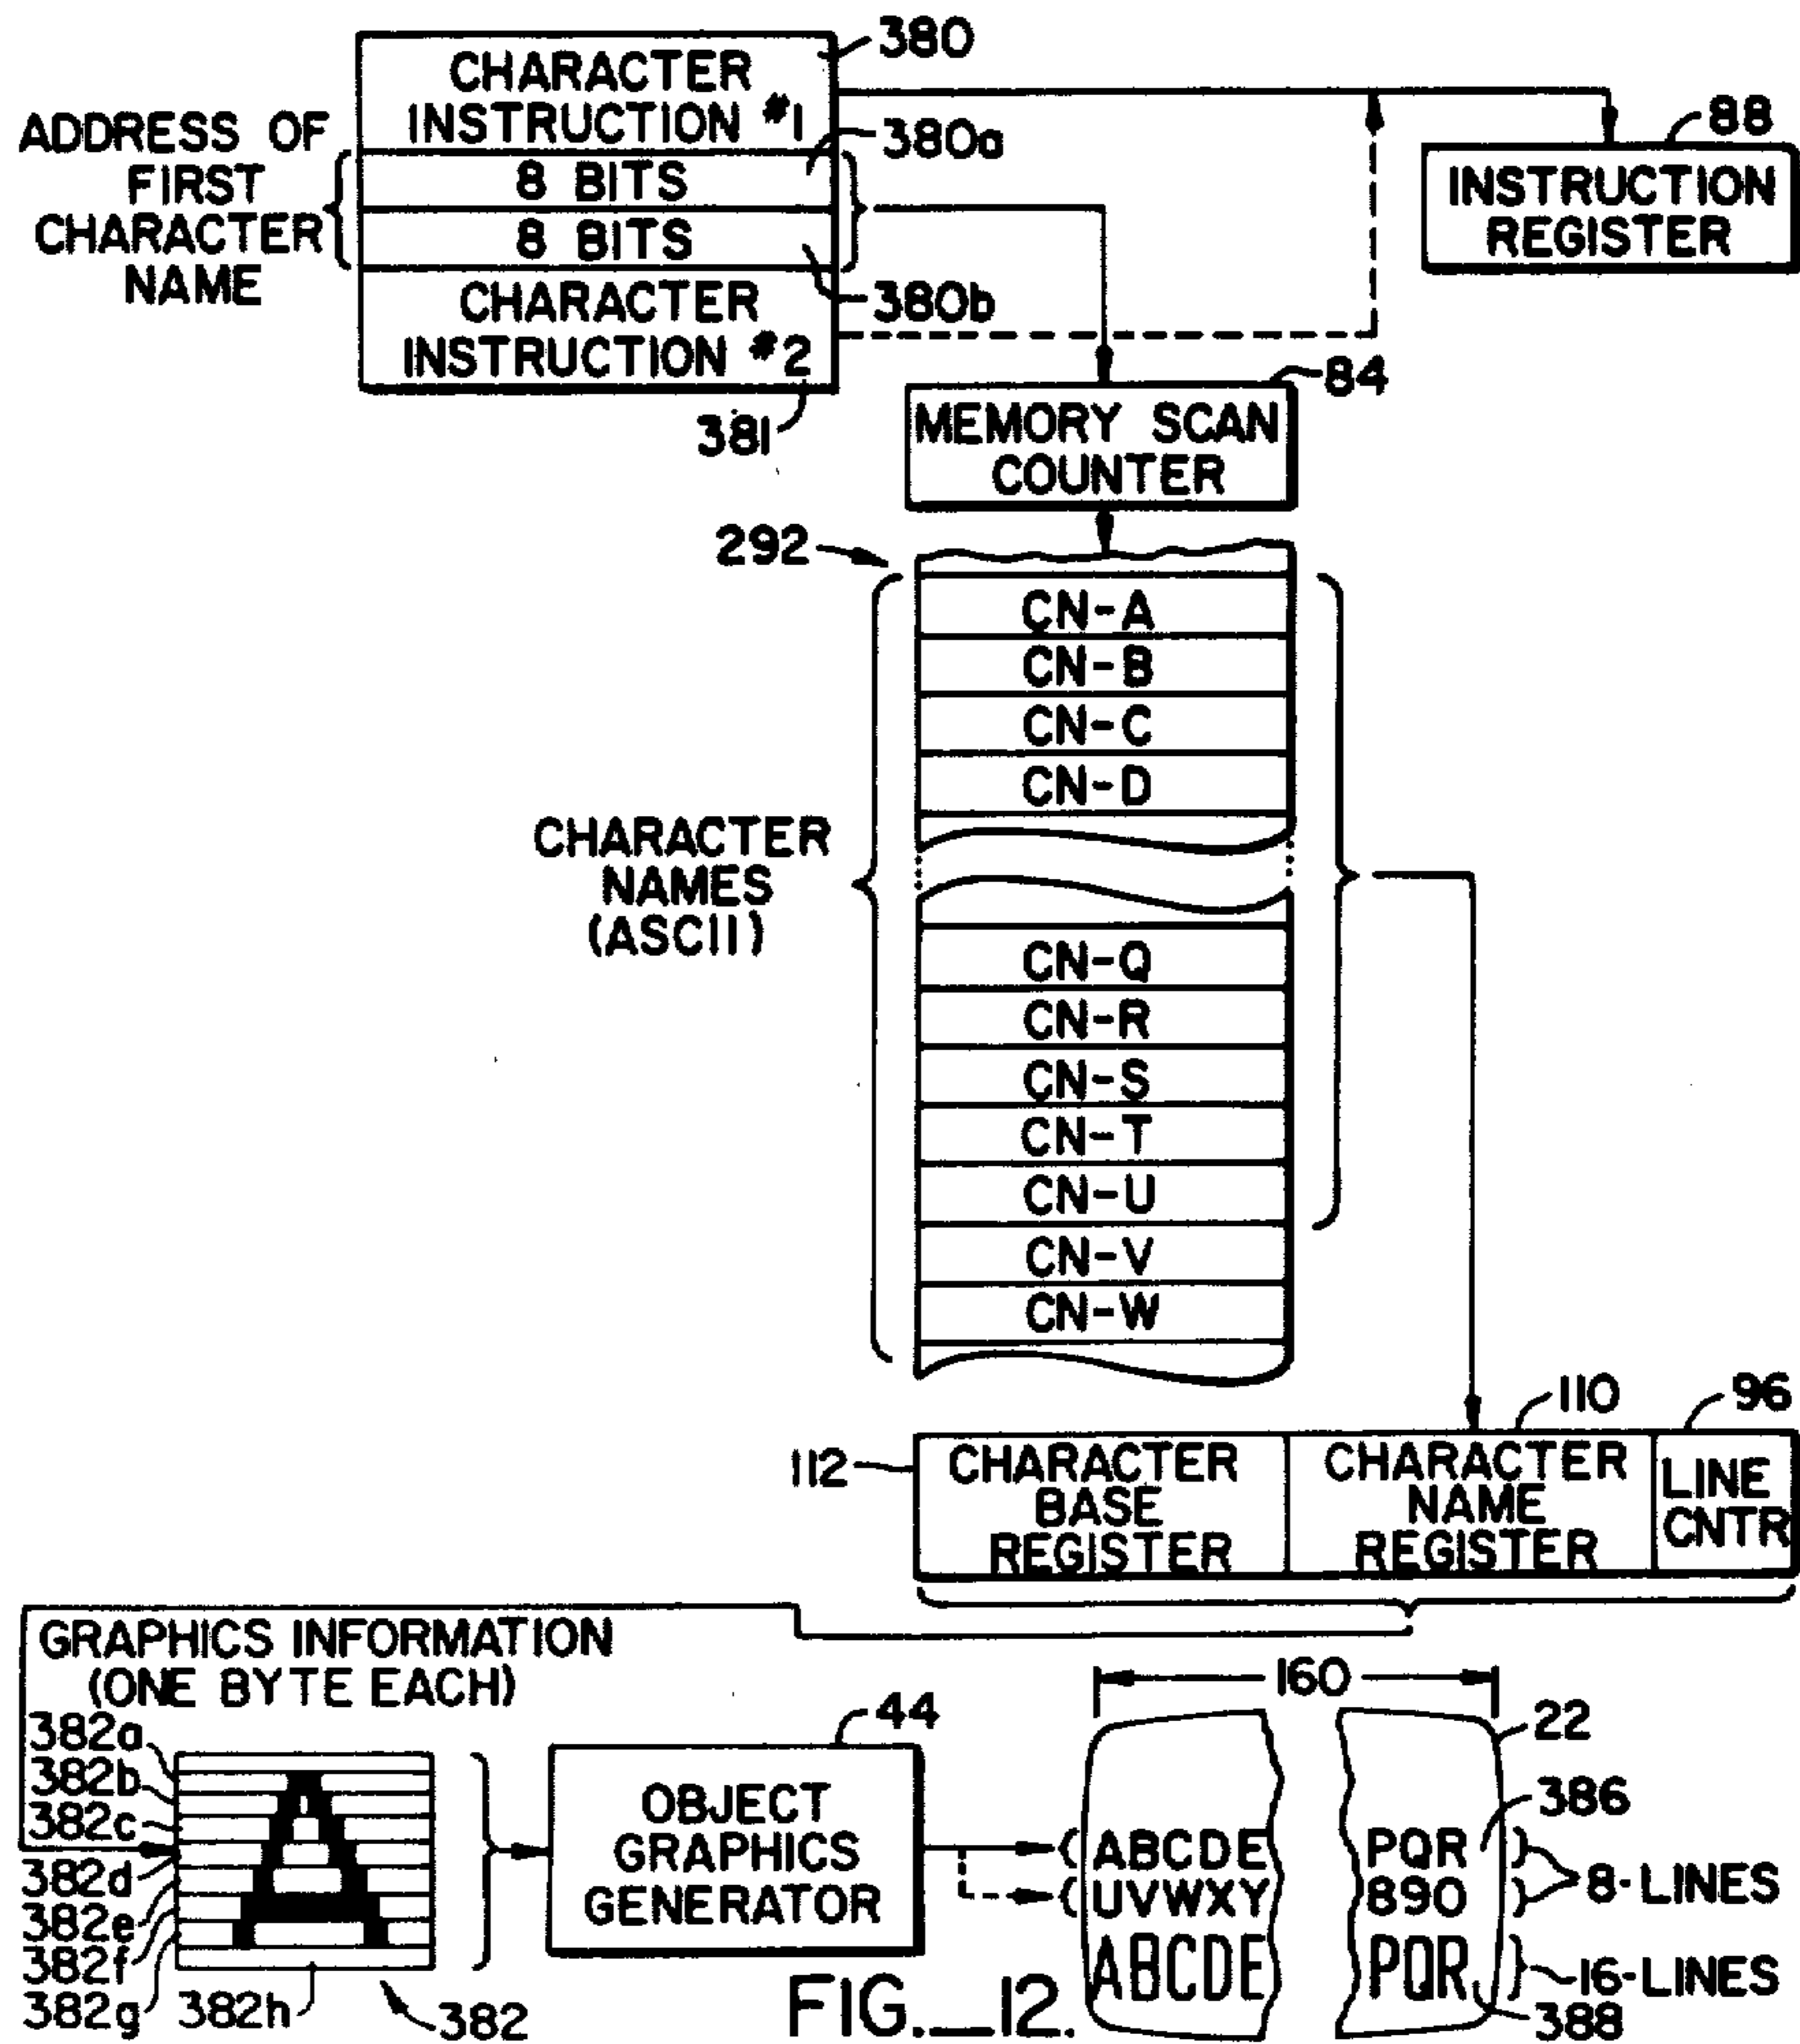 CHARACTER
INSTRUCTION #1
380
ADDRESS OF
FIRST
CHARACTER
NAME
8 BITS
380a
8 BITS
380b
CHARACTER
INSTRUCTION #2
381
88
INSTRUCTION
REGISTER
84
MEMORY SCAN
COUNTER
292
CN-A
CN-B
CN-C
CN-D
CHARACTER
NAMES
(ASCII)
CN-Q
CN-R
CN-S
CN-T
CN-U
CN-V
CN-W
112
CHARACTER
BASE
REGISTER
110
CHARACTER
NAME
REGISTER
96
LINE
CNTR
GRAPHICS INFORMATION
(ONE BYTE EACH)
382a
382b
382c
382d
382e
382f
382g
382h
382
44
OBJECT
GRAPHICS
GENERATOR
160
22
386
ABCDE PQR
UVWXY 890
8-LINES
ABCDE PQR
16-LINES
388
FIG._12.